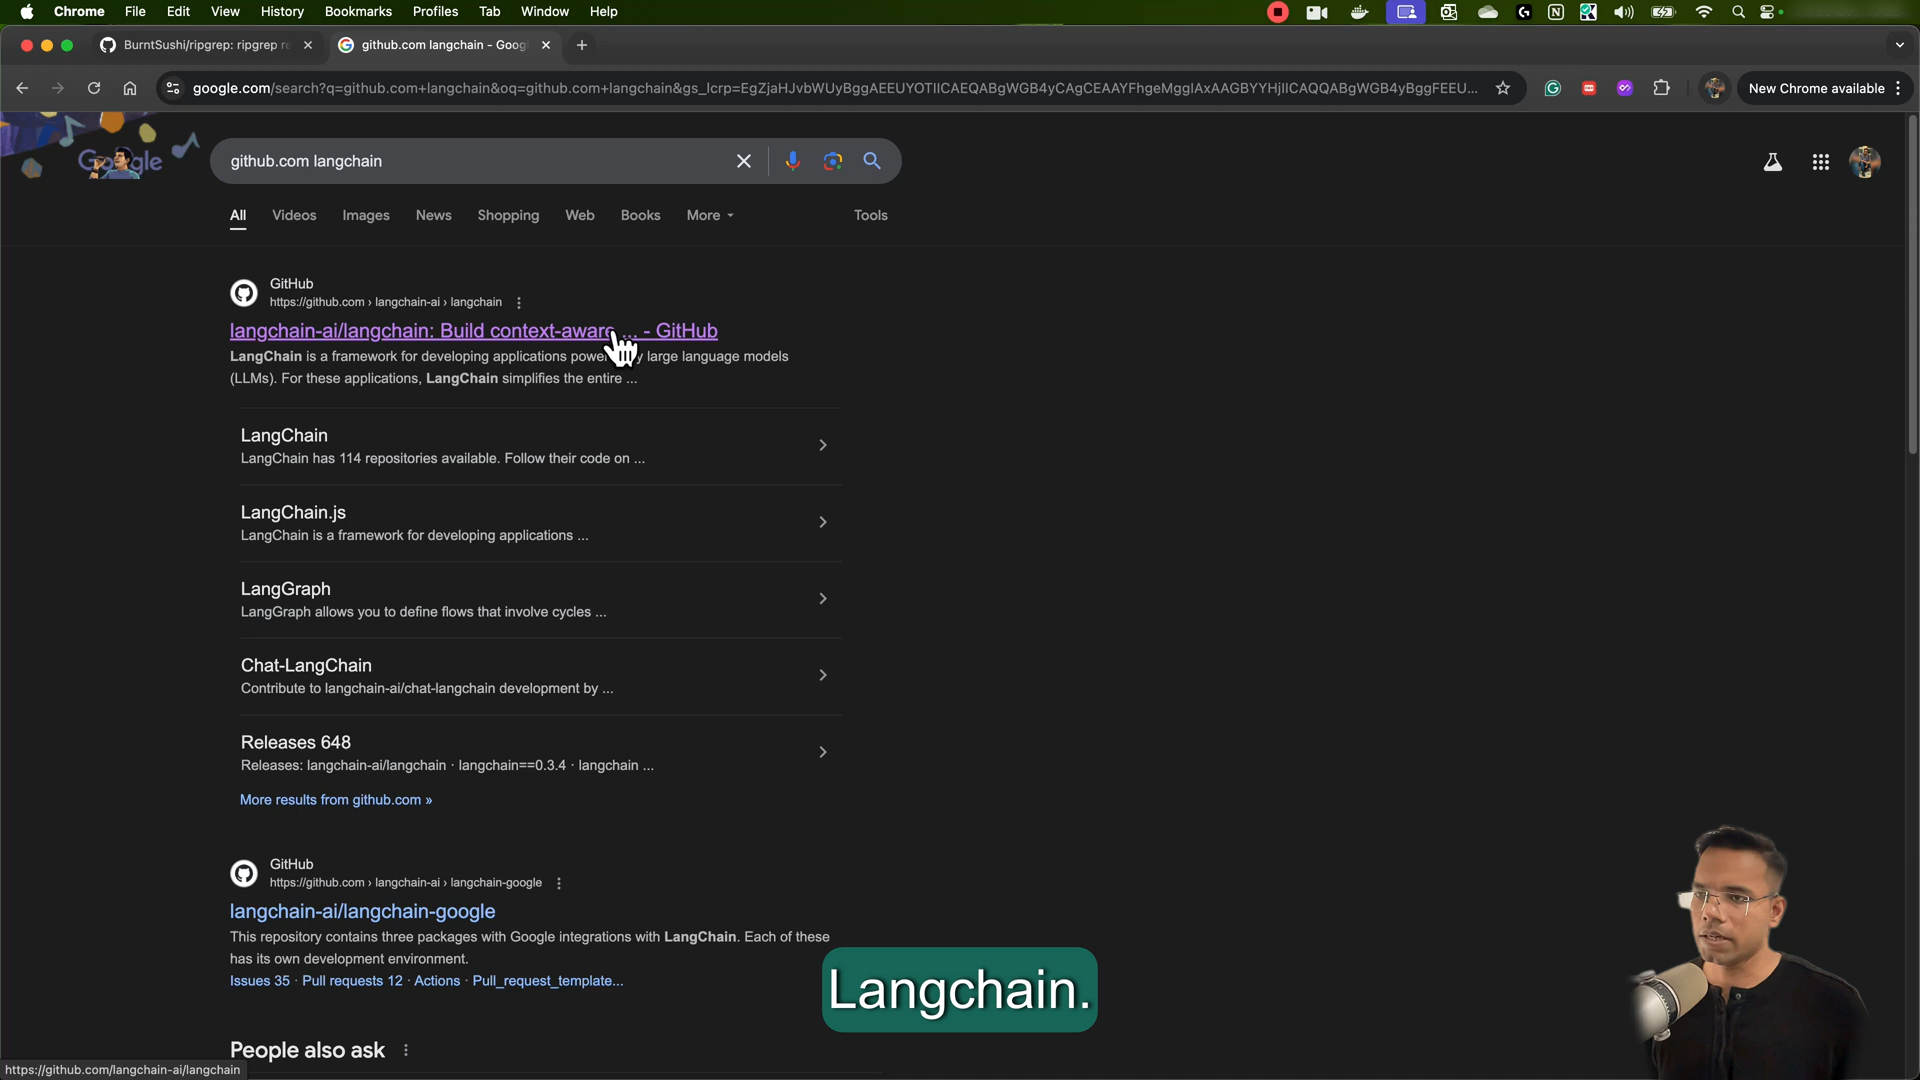 Chrome File Edit View History Bookmarks Profiles Tab Window Help
BurntSushi/ripgrep: ripgrep re
github.com langchain - Goog
google.com/search?q=github.com+langchain&oq=github.com+langchain&gs_lcrp=EgZjaHJvbWUyBggAEEUYOTIICAEQABgWGB4yCAgCEAAYFhgeMggIAxAAGBYYHjIICAQQABgWGB4yBggFEEU...
New Chrome available
Google
github.com langchain
All Videos Images News Shopping Web Books More Tools
GitHub
https://github.com › langchain-ai › langchain
langchain-ai/langchain: Build context-aware ... - GitHub
LangChain is a framework for developing applications large language models
(LLMs). For these applications, LangChain simplifies the entire ...
LangChain
LangChain has 114 repositories available. Follow their code on ...
LangChain.js
LangChain is a framework for developing applications ...
LangGraph
LangGraph allows you to define flows that involve cycles ...
Chat-LangChain
Contribute to langchain-ai/chat-langchain development by ...
Releases 648
Releases: langchain-ai/langchain · langchain==0.3.4 · langchain ...
More results from github.com »
GitHub
https://github.com › langchain-ai › langchain-google
langchain-ai/langchain-google
This repository contains three packages with Google integrations with LangChain. Each of these
has its own development environment.
Issues 35 · Pull requests 12 · Actions · Pull_request_template...
Langchain.
People also ask
https://github.com/langchain-ai/langchain